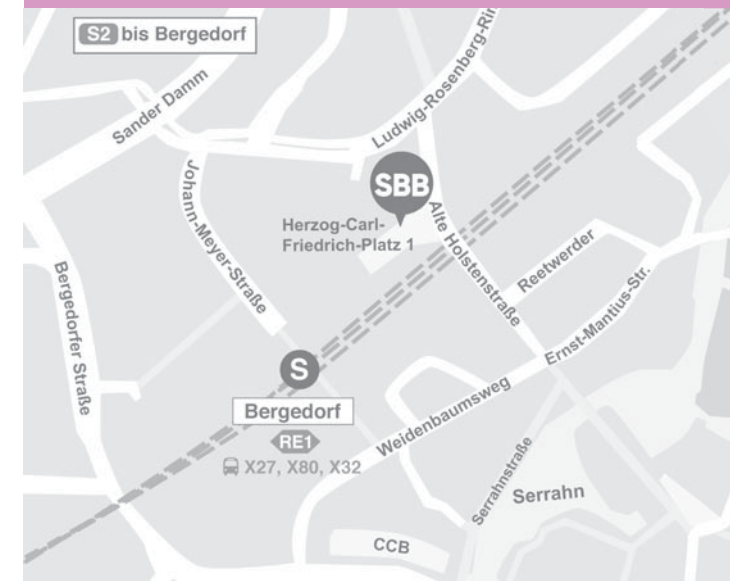 S2 bis Bergedorf
Sander Damm
Ludwig-Rosenberg-Rin
Johann-Meyer-Straße
SBB
Herzog-Carl-
Friedrich-Platz 1
Alte Holstenstraße
Reetwerder
Bergedorfer Straße
Ernst-Mantius-Str.
S
Bergedorf
RE1
X27, X80, X32
Weidenbaumsweg
Serrahnstraße
Serrahn
CCB